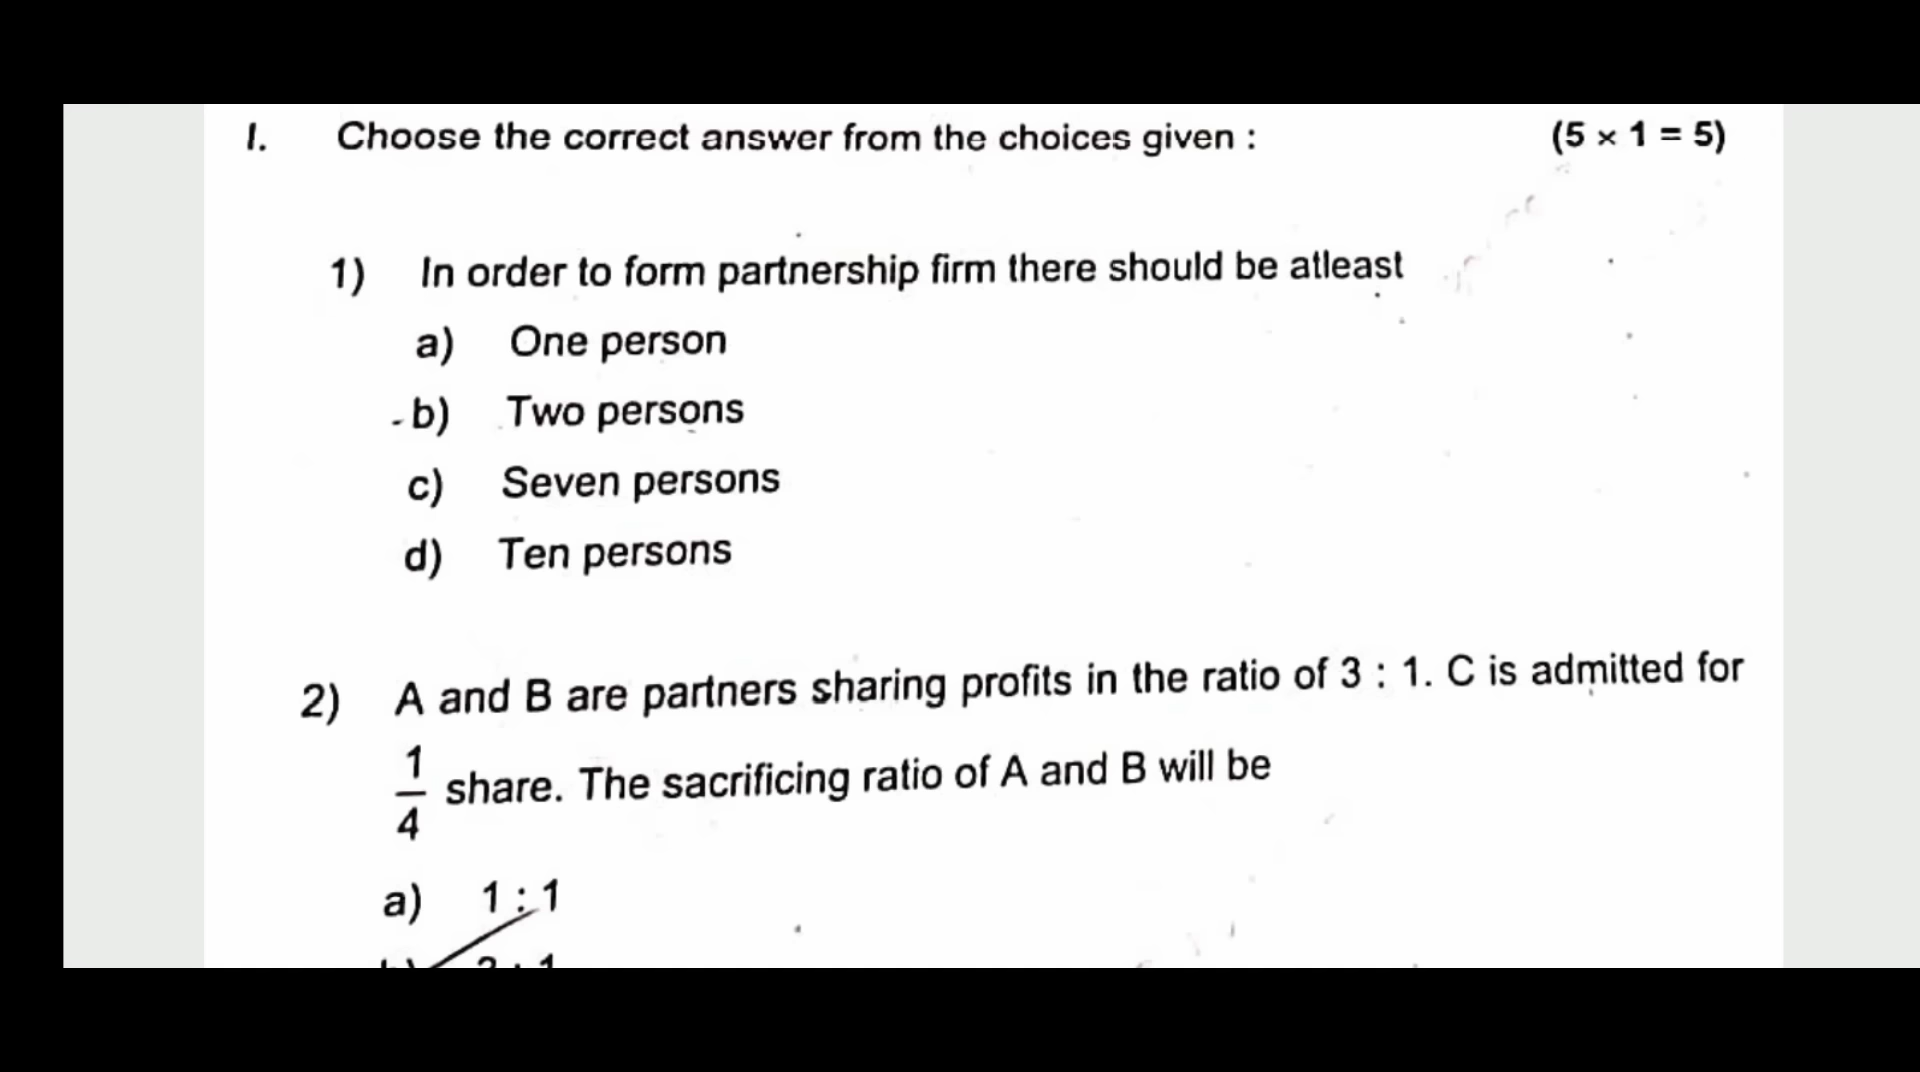 I. Choose the correct answer from the choices given : (5 × 1 = 5)
1) In order to form partnership firm there should be atleast
a) One person
b) Two persons
c) Seven persons
d) Ten persons
2) A and B are partners sharing profits in the ratio of 3 : 1. C is admitted for
1/4 share. The sacrificing ratio of A and B will be
a) 1 : 1